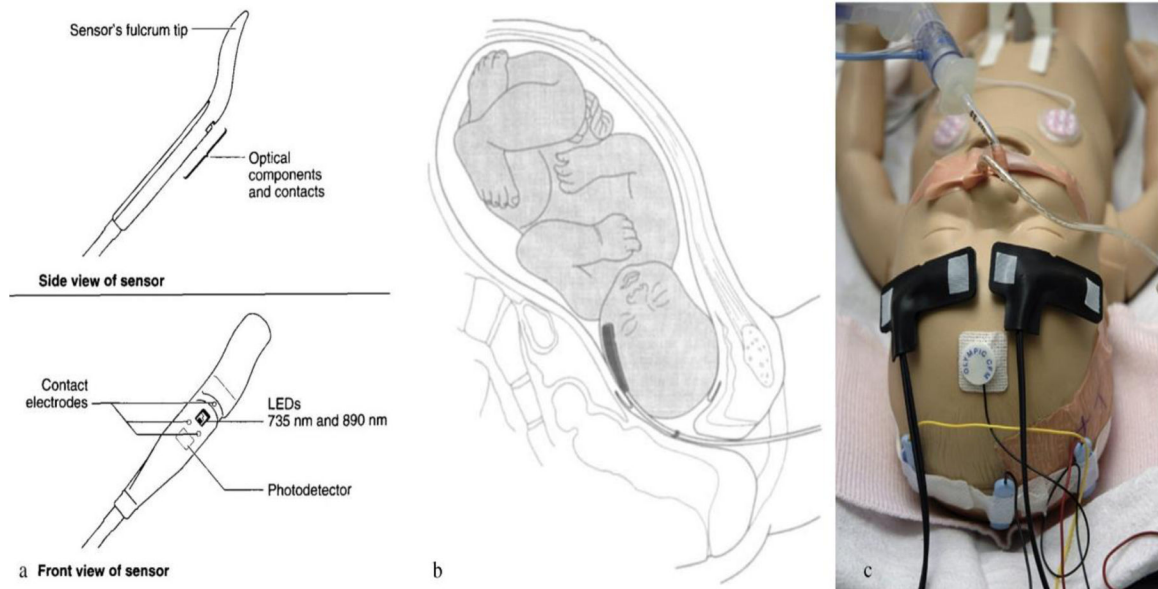 Sensor's fulcrum tip
Optical
components
and contacts
Side view of sensor
Contact
electrodes
LEDs
735 nm and 890 nm
Photodetector
a Front view of sensor
b
c
OLYMPIC CFM